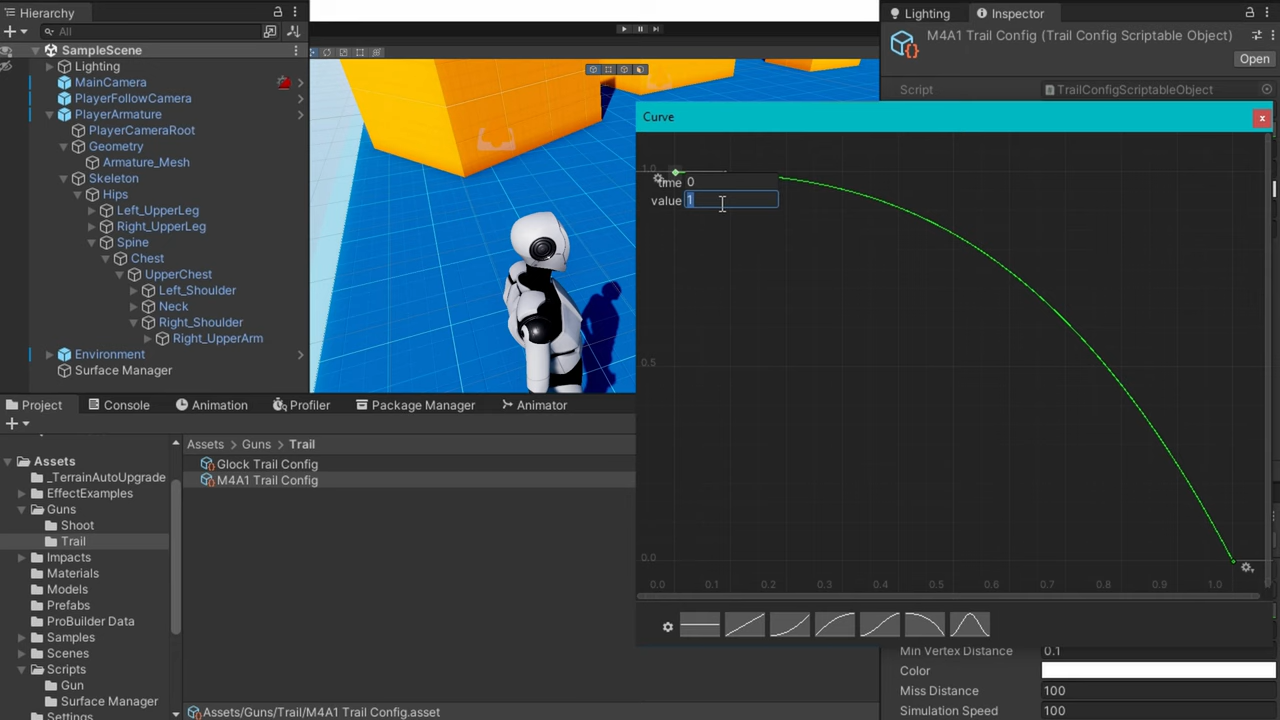 Hierarchy
All
SampleScene
Lighting
MainCamera
PlayerFollowCamera
PlayerArmature
PlayerCameraRoot
Geometry
Armature_Mesh
Skeleton
Hips
Left_UpperLeg
Right_UpperLeg
Spine
Chest
UpperChest
Left_Shoulder
Neck
Right_Shoulder
Right_UpperArm
Environment
Surface Manager
Lighting
Inspector
M4A1 Trail Config (Trail Config Scriptable Object)
Open
Script
TrailConfigScriptableObject
Curve
1.0
time 0
value 1
0.5
0.0
0.0 0.1 0.2 0.3 0.4 0.5 0.6 0.7 0.8 0.9 1.0
Min Vertex Distance 0.1
Color
Miss Distance 100
Simulation Speed 100
Project
Console
Animation
Profiler
Package Manager
Animator
Assets
_TerrainAutoUpgrade
EffectExamples
Guns
Shoot
Trail
Impacts
Materials
Models
Prefabs
ProBuilder Data
Samples
Scenes
Scripts
Gun
Surface Manager
Settings
Assets > Guns > Trail
Glock Trail Config
M4A1 Trail Config
Assets/Guns/Trail/M4A1 Trail Config.asset